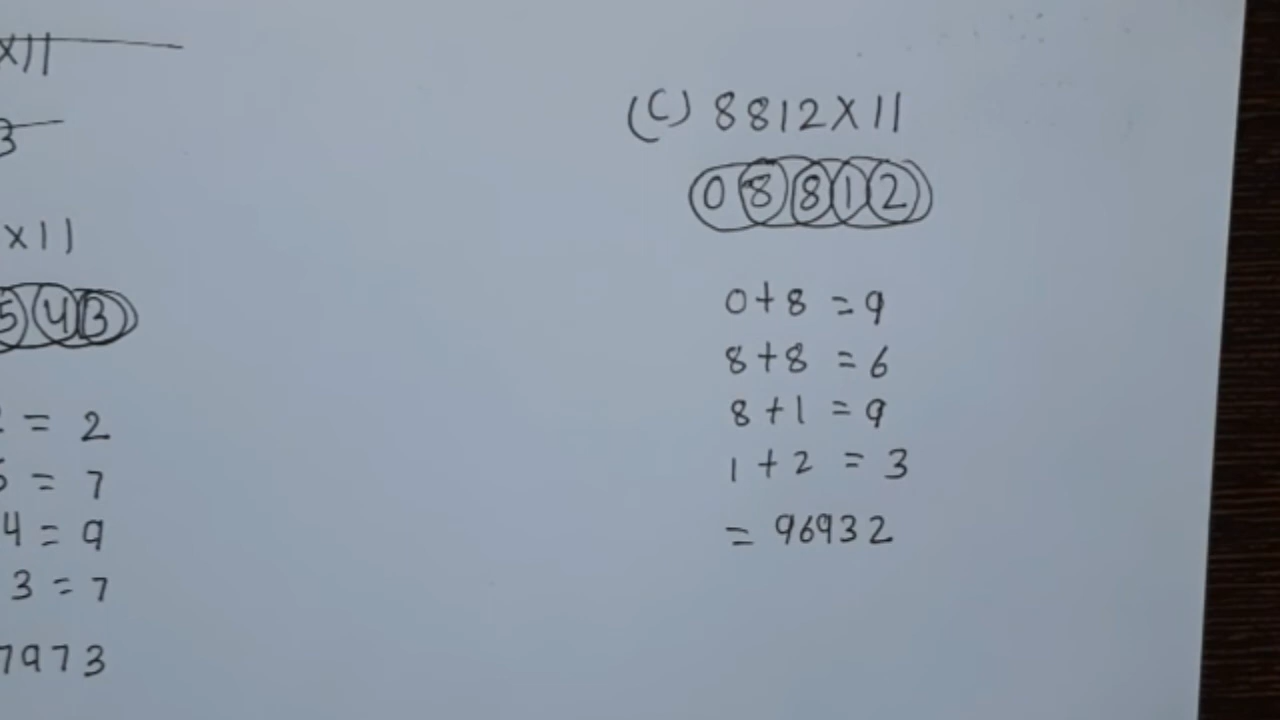 x11
3
x11
5 4 3
= 2
5 = 7
4 = 9
3 = 7
7973
(C) 8812X11
0 8 8 1 2
0+8 = 9
8+8 = 6
8+1 = 9
1+2 = 3
= 96932